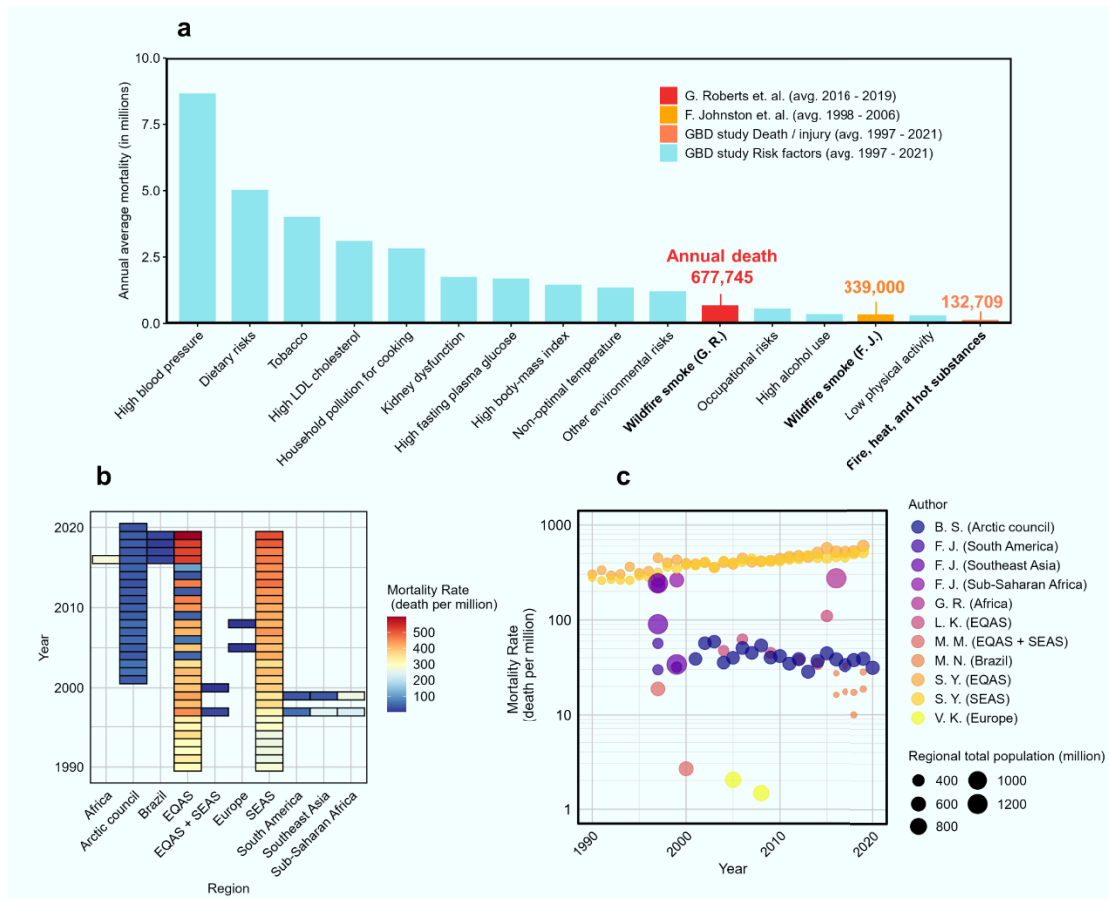 a
Annual average mortality (in millions)
10.0
7.5
5.0
2.5
0.0
G. Roberts et. al. (avg. 2016 - 2019)
F. Johnston et. al. (avg. 1998 - 2006)
GBD study Death / injury (avg. 1997 - 2021)
GBD study Risk factors (avg. 1997 - 2021)
Annual death
677,745
339,000
132,709
High blood pressure
Dietary risks
Tobacco
High LDL cholesterol
Household pollution for cooking
Kidney dysfunction
High fasting plasma glucose
High body-mass index
Non-optimal temperature
Other environmental risks
Wildfire smoke (G. R.)
Occupational risks
High alcohol use
Wildfire smoke (F. J.)
Low physical activity
Fire, heat, and hot substances
b
Year
2020
2010
2000
1990
Africa
Arctic council
Brazil
EQAS
EQAS + SEAS
Europe
SEAS
South America
Southeast Asia
Sub-Saharan Africa
Region
Mortality Rate
(death per million)
500
400
300
200
100
c
Mortality Rate
(death per million)
1000
100
10
1
1990
2000
2010
2020
Year
Author
B. S. (Arctic council)
F. J. (South America)
F. J. (Southeast Asia)
F. J. (Sub-Saharan Africa)
G. R. (Africa)
L. K. (EQAS)
M. M. (EQAS + SEAS)
M. N. (Brazil)
S. Y. (EQAS)
S. Y. (SEAS)
V. K. (Europe)
Regional total population (million)
400
1000
600
1200
800